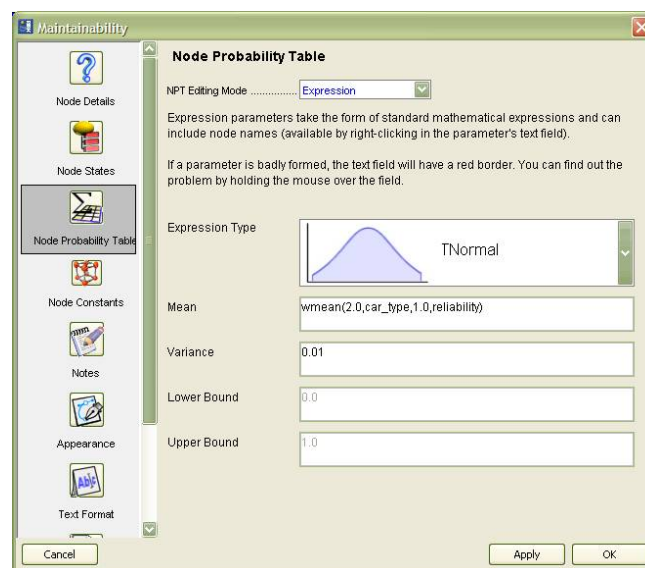 Maintainability
Node Details
Node States
Node Probability Table
Node Constants
Notes
Appearance
Text Format
Node Probability Table
NPT Editing Mode ................ Expression
Expression parameters take the form of standard mathematical expressions and can
include node names (available by right-clicking in the parameter's text field).
If a parameter is badly formed, the text field will have a red border. You can find out the
problem by holding the mouse over the field.
Expression Type
TNormal
Mean
wmean(2.0,car_type,1.0,reliability)
Variance
0.01
Lower Bound
0.0
Upper Bound
1.0
Cancel
Apply
OK